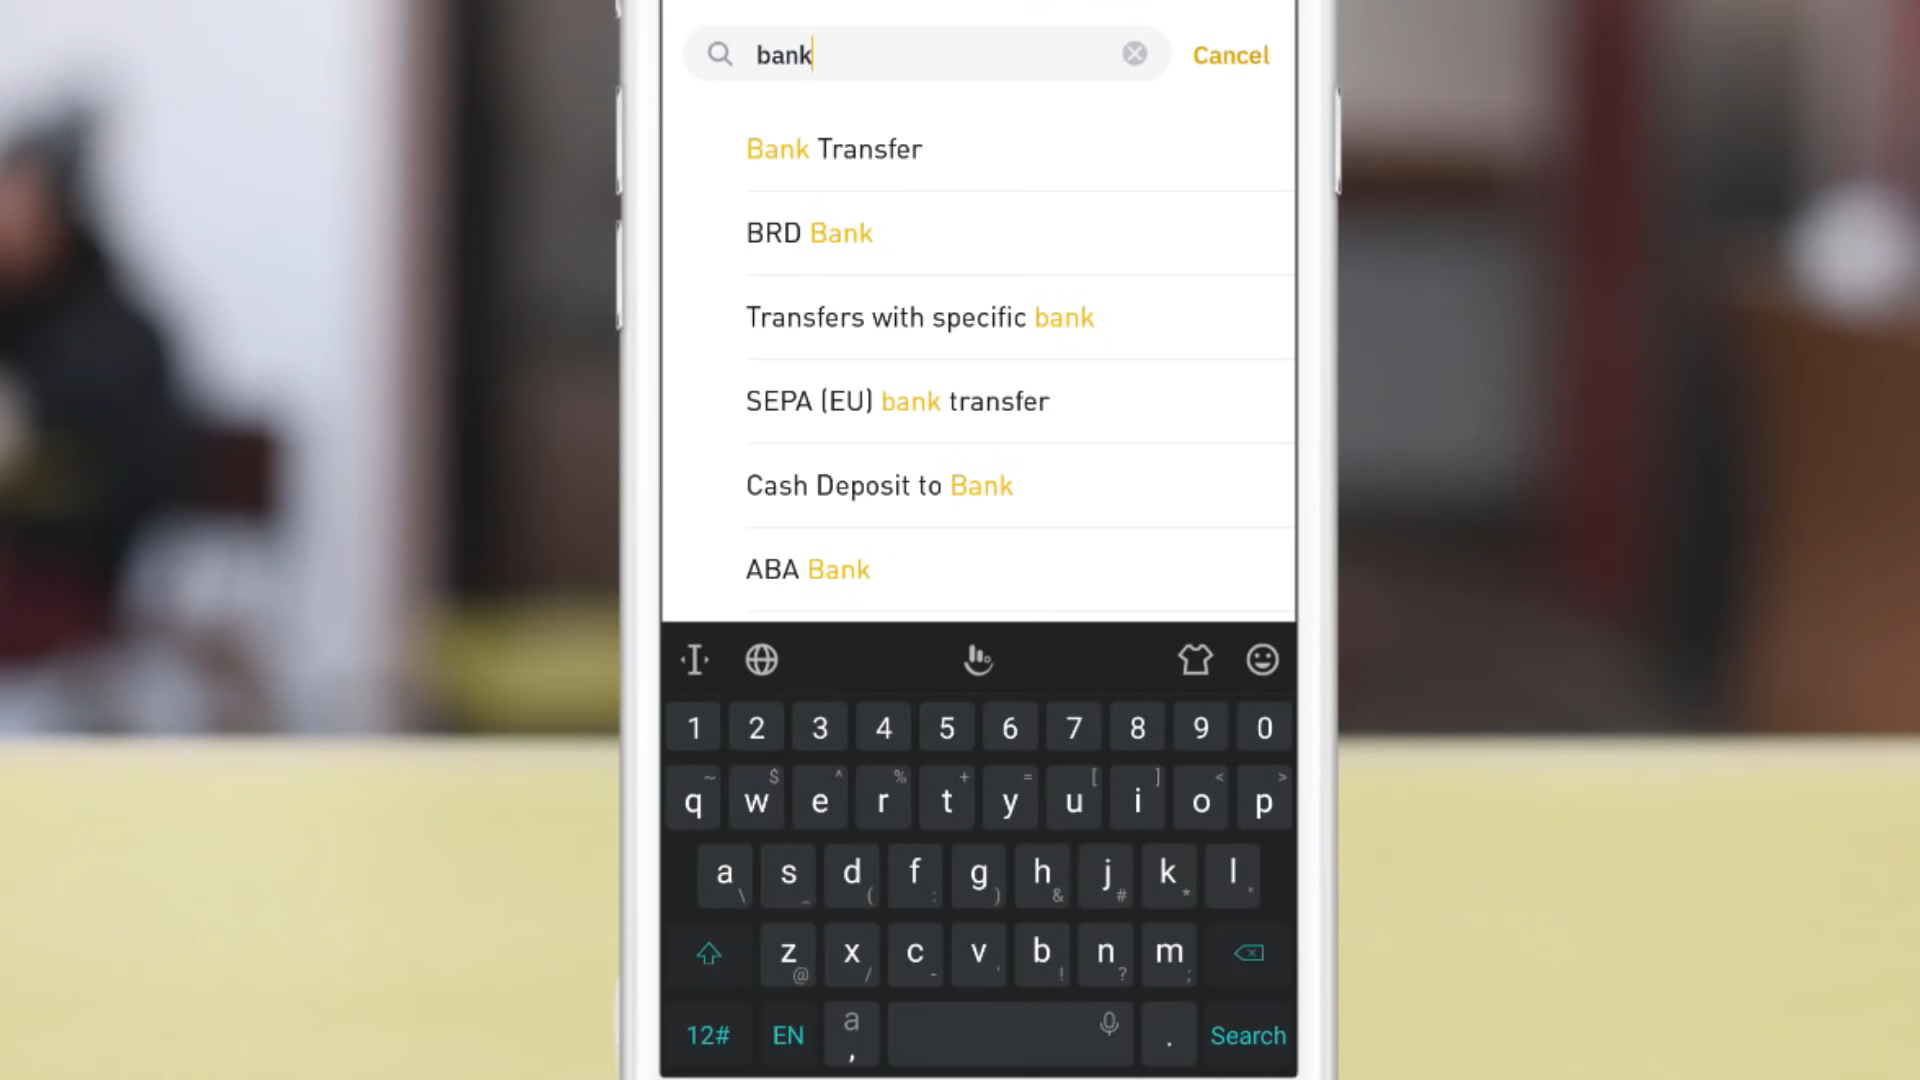 bank
Cancel
Bank Transfer
BRD Bank
Transfers with specific bank
SEPA (EU) bank transfer
Cash Deposit to Bank
ABA Bank
1 2 3 4 5 6 7 8 9 0
~ $ ^ % + = [ ] < >
q w e r t y u i o p
a s d f g h j k l
\ _ ( : ) & # * "
z x c v b n m
@ / - ' ! ? ;
12# EN a , . Search